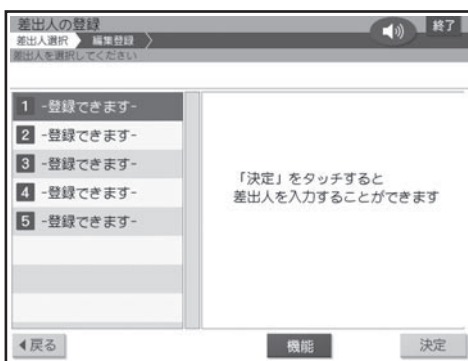 差出人の登録
終了
差出人選択 編集登録
差出人を選択してください
1 -登録できます-
2 -登録できます-
3 -登録できます-
4 -登録できます-
5 -登録できます-
「決定」をタッチすると
差出人を入力することができます
戻る 機能 決定